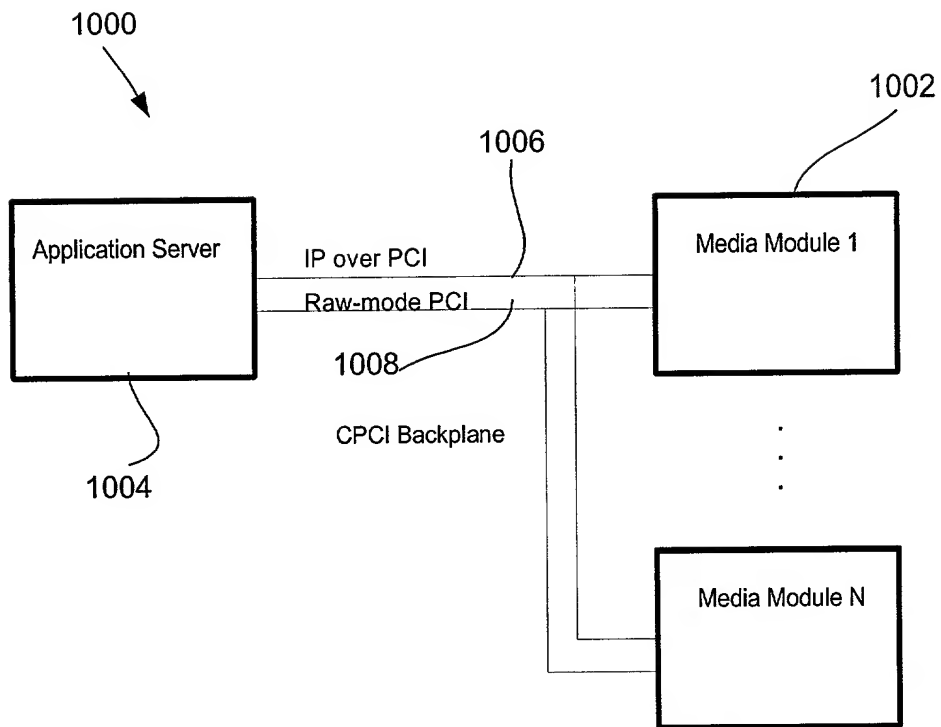 1000
1002
1006
Application Server
Media Module 1
IP over PCI
Raw-mode PCI
1008
CPCI Backplane
1004
Media Module N